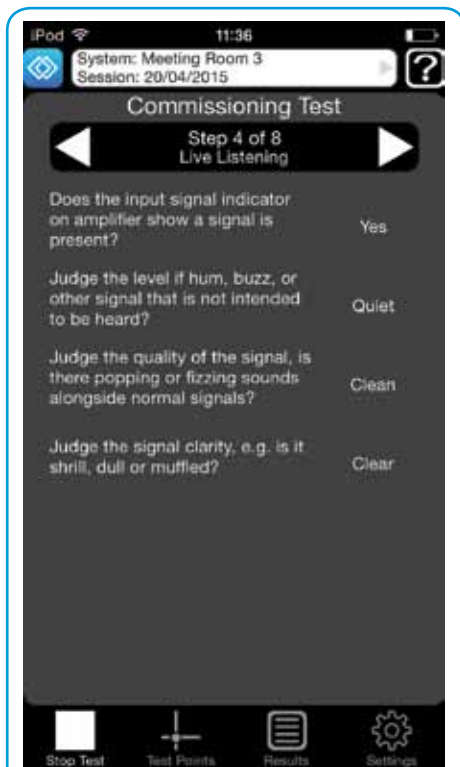 iPod 11:36
System: Meeting Room 3
Session: 20/04/2015
?
Commissioning Test
Step 4 of 8
Live Listening
Does the input signal indicator
on amplifier show a signal is
present?
Yes
Judge the level if hum, buzz, or
other signal that is not intended
to be heard?
Quiet
Judge the quality of the signal, is
there popping or fizzing sounds
alongside normal signals?
Clean
Judge the signal clarity, e.g. is it
shrill, dull or muffled?
Clear
Stop Test Test Points Results Settings